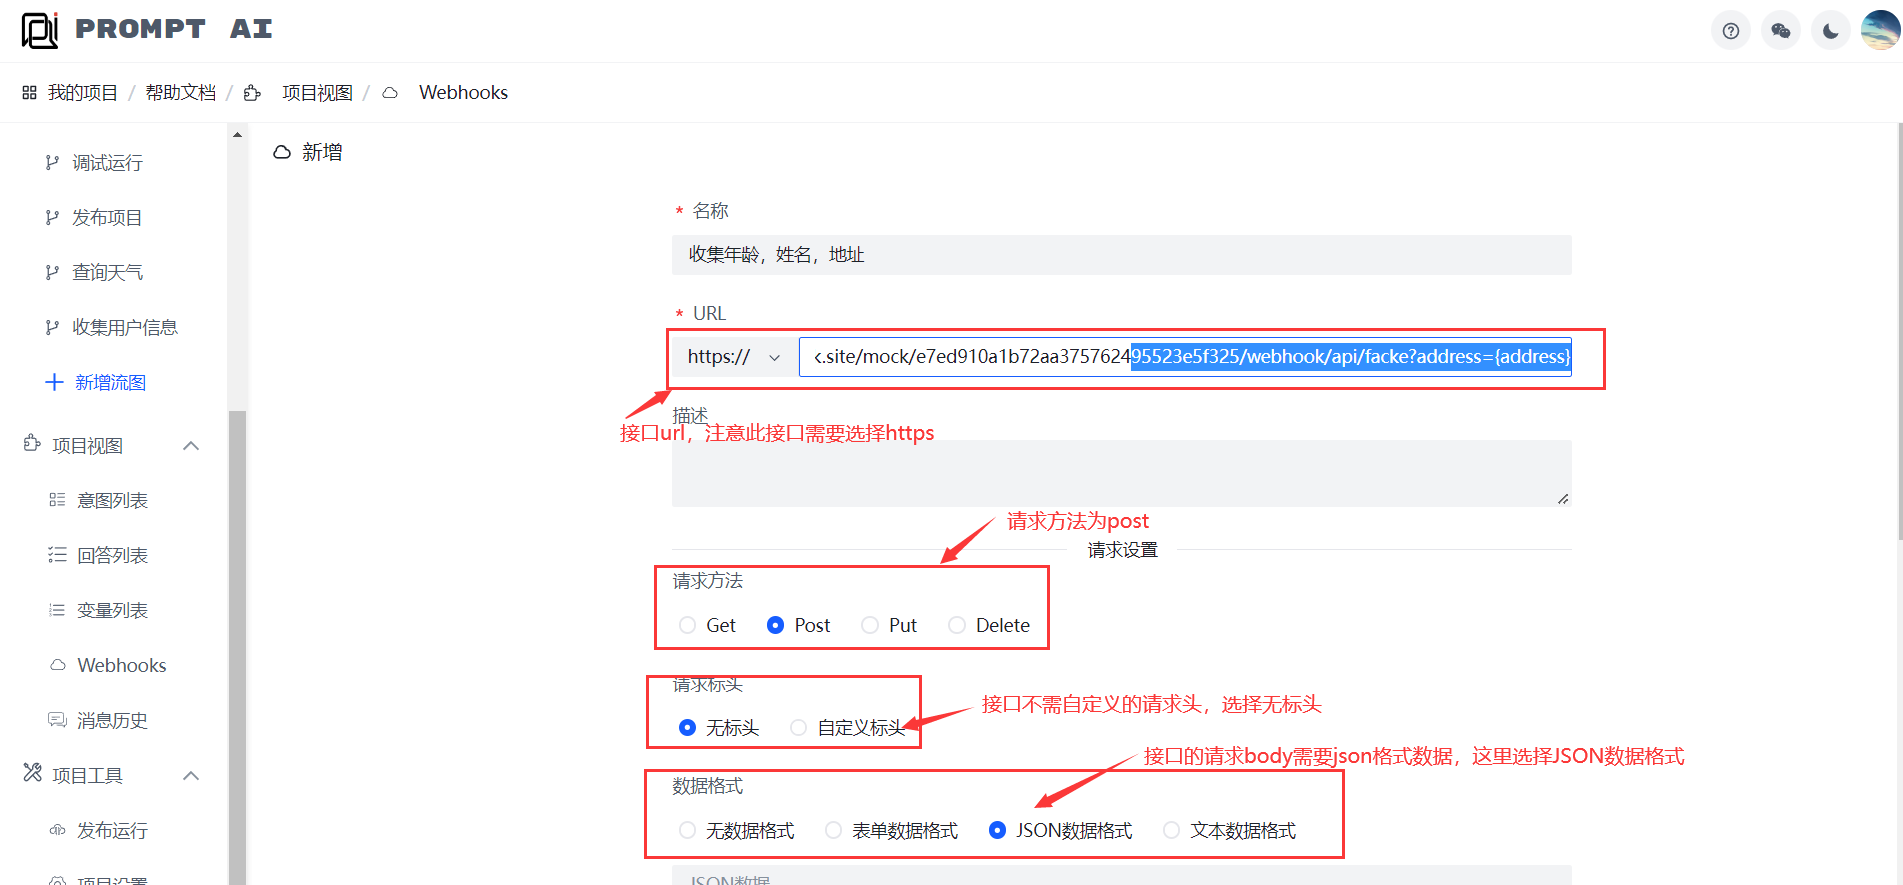 PROMPT AI
我的项目 / 帮助文档 / 项目视图 / Webhooks
调试运行
发布项目
查询天气
收集用户信息
新增流图
项目视图
意图列表
回答列表
变量列表
Webhooks
消息历史
项目工具
发布运行
项目设置
新增
* 名称
收集年龄，姓名，地址
* URL
https:// <.site/mock/e7ed910a1b72aa375762495523e5f325/webhook/api/facke?address={address}
描述
接口url，注意此接口需要选择https
请求方法为post
请求设置
请求方法
Get Post Put Delete
请求标头
无标头 自定义标头
接口不需自定义的请求头，选择无标头
接口的请求body需要json格式数据，这里选择JSON数据格式
数据格式
无数据格式 表单数据格式 JSON数据格式 文本数据格式
JSON数据